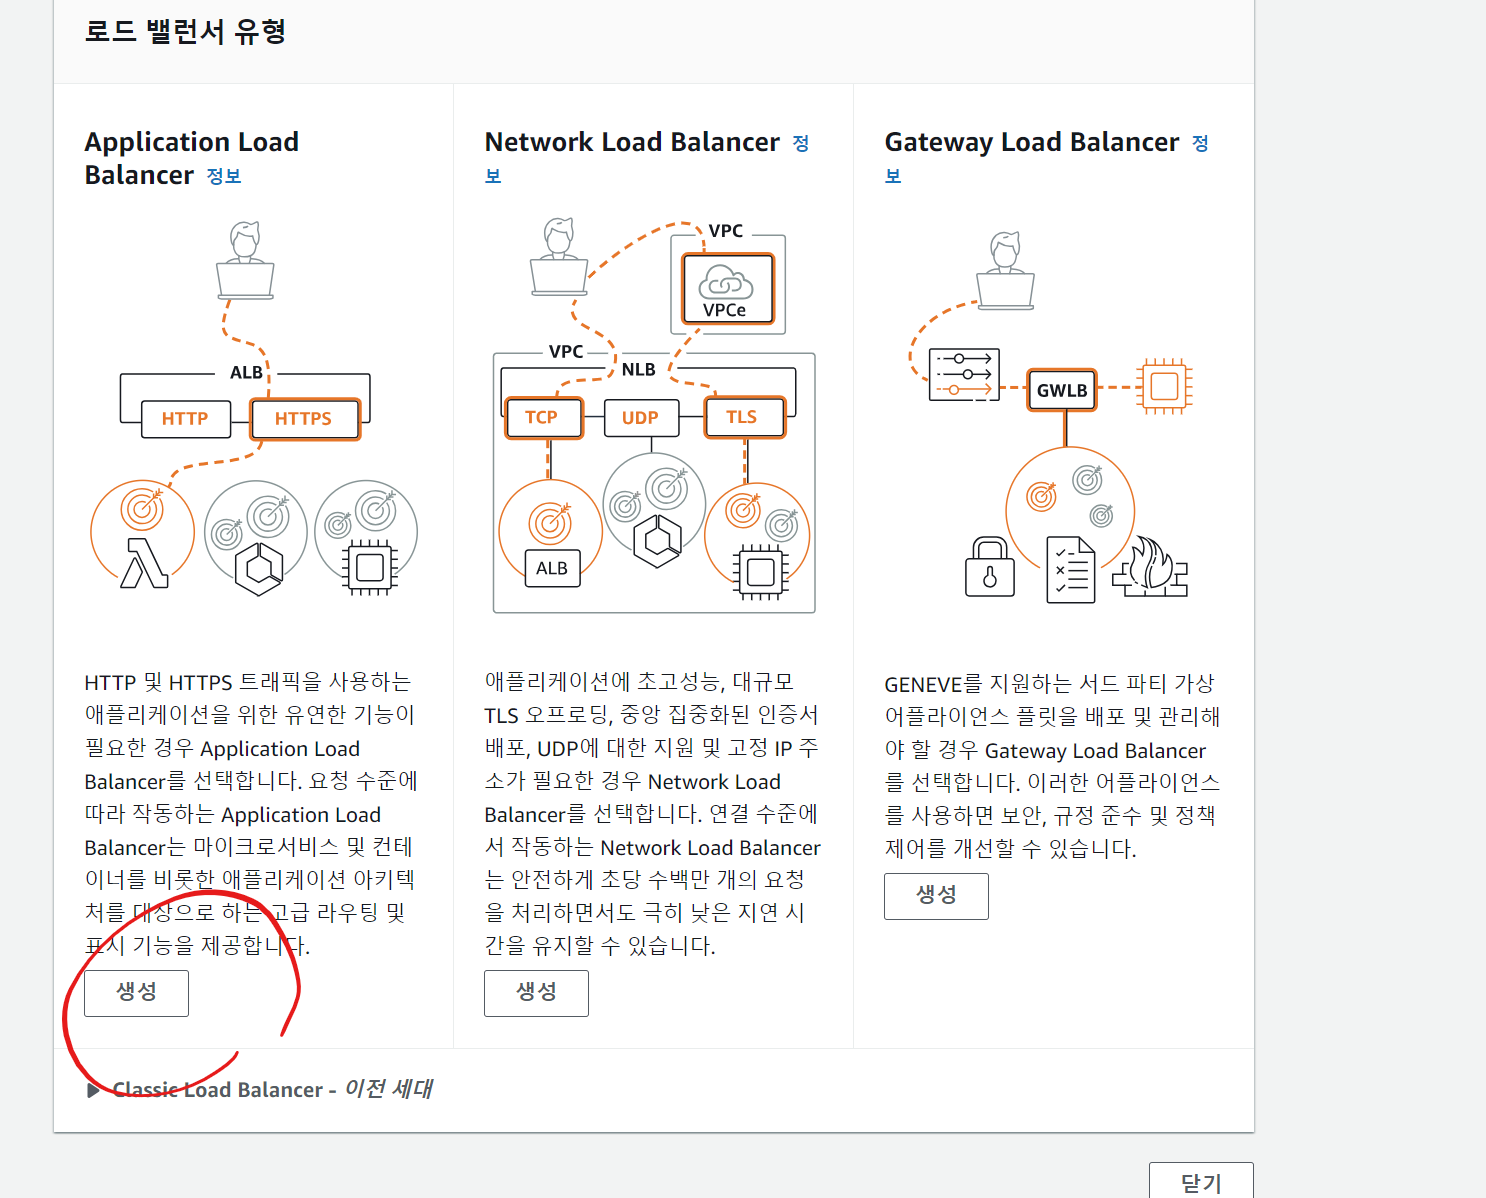 로드 밸런서 유형
Application Load
Balancer 정보
ALB
HTTP
HTTPS
HTTP 및 HTTPS 트래픽을 사용하는
애플리케이션을 위한 유연한 기능이
필요한 경우 Application Load
Balancer를 선택합니다. 요청 수준에
따라 작동하는 Application Load
Balancer는 마이크로서비스 및 컨테
이너를 비롯한 애플리케이션 아키텍
처를 대상으로 하는 고급 라우팅 및
표시 기능을 제공합니다.
생성
Network Load Balancer 정
보
VPC
VPCe
VPC
NLB
TCP
UDP
TLS
ALB
애플리케이션에 초고성능, 대규모
TLS 오프로딩, 중앙 집중화된 인증서
배포, UDP에 대한 지원 및 고정 IP 주
소가 필요한 경우 Network Load
Balancer를 선택합니다. 연결 수준에
서 작동하는 Network Load Balancer
는 안전하게 초당 수백만 개의 요청
을 처리하면서도 극히 낮은 지연 시
간을 유지할 수 있습니다.
생성
Gateway Load Balancer 정
보
GWLB
GENEVE를 지원하는 서드 파티 가상
어플라이언스 플릿을 배포 및 관리해
야 할 경우 Gateway Load Balancer
를 선택합니다. 이러한 어플라이언스
를 사용하면 보안, 규정 준수 및 정책
제어를 개선할 수 있습니다.
생성
Classic Load Balancer - 이전 세대
닫기